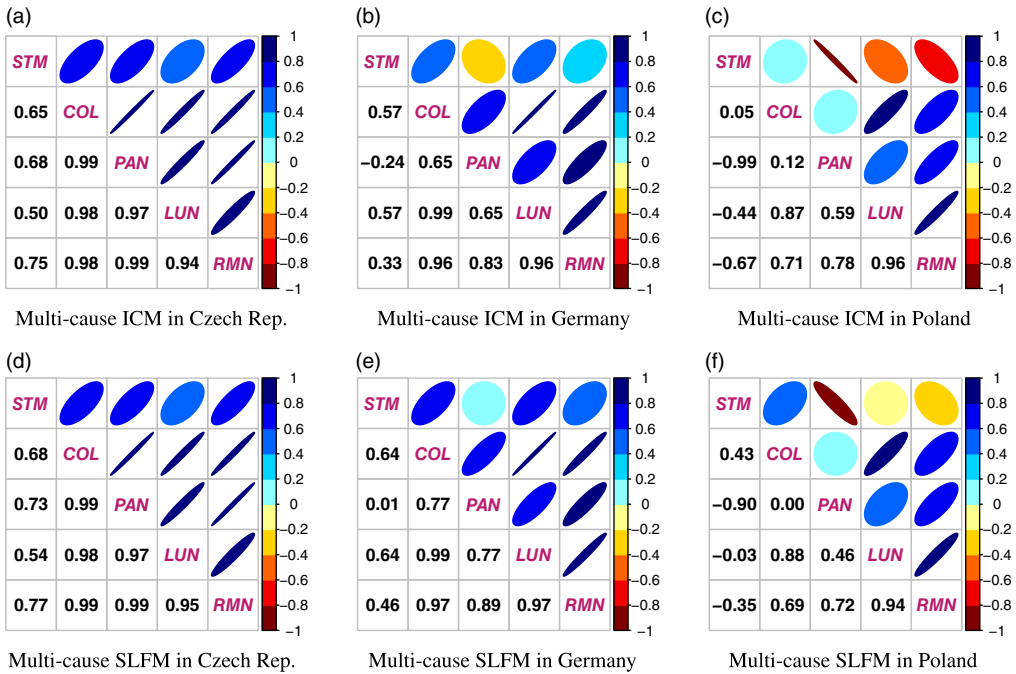 (a)
STM
0.65 COL
0.68 0.99 PAN
0.50 0.98 0.97 LUN
0.75 0.98 0.99 0.94 RMN
1
0.8
0.6
0.4
0.2
0
−0.2
−0.4
−0.6
−0.8
−1
Multi-cause ICM in Czech Rep.
(b)
STM
0.57 COL
−0.24 0.65 PAN
0.57 0.99 0.65 LUN
0.33 0.96 0.83 0.96 RMN
1
0.8
0.6
0.4
0.2
0
−0.2
−0.4
−0.6
−0.8
−1
Multi-cause ICM in Germany
(c)
STM
0.05 COL
−0.99 0.12 PAN
−0.44 0.87 0.59 LUN
−0.67 0.71 0.78 0.96 RMN
1
0.8
0.6
0.4
0.2
0
−0.2
−0.4
−0.6
−0.8
−1
Multi-cause ICM in Poland
(d)
STM
0.68 COL
0.73 0.99 PAN
0.54 0.98 0.97 LUN
0.77 0.99 0.99 0.95 RMN
1
0.8
0.6
0.4
0.2
0
−0.2
−0.4
−0.6
−0.8
−1
Multi-cause SLFM in Czech Rep.
(e)
STM
0.64 COL
0.01 0.77 PAN
0.64 0.99 0.77 LUN
0.46 0.97 0.89 0.97 RMN
1
0.8
0.6
0.4
0.2
0
−0.2
−0.4
−0.6
−0.8
−1
Multi-cause SLFM in Germany
(f)
STM
0.43 COL
−0.90 0.00 PAN
−0.03 0.88 0.46 LUN
−0.35 0.69 0.72 0.94 RMN
1
0.8
0.6
0.4
0.2
0
−0.2
−0.4
−0.6
−0.8
−1
Multi-cause SLFM in Poland